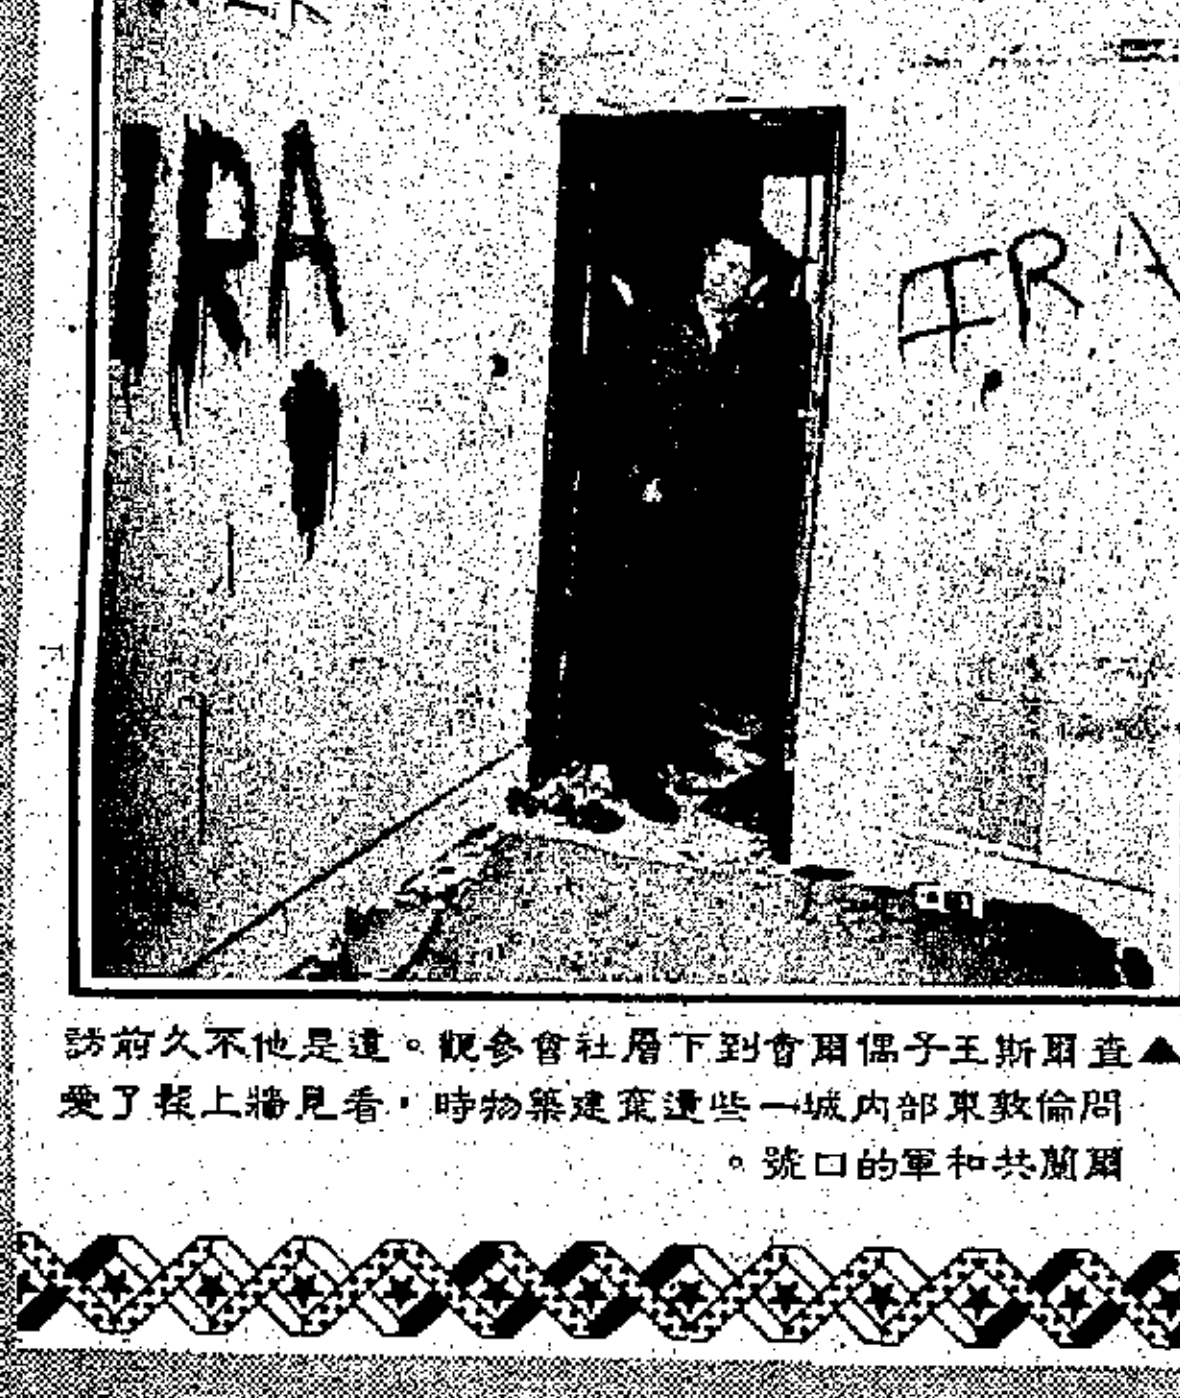 IRA
IRA
▲查爾斯王子偶爾會到下層社會參觀。這是他不久前訪
問倫敦東部內城一些遺棄建築物時，看見牆上了愛
爾蘭共和軍的口號。